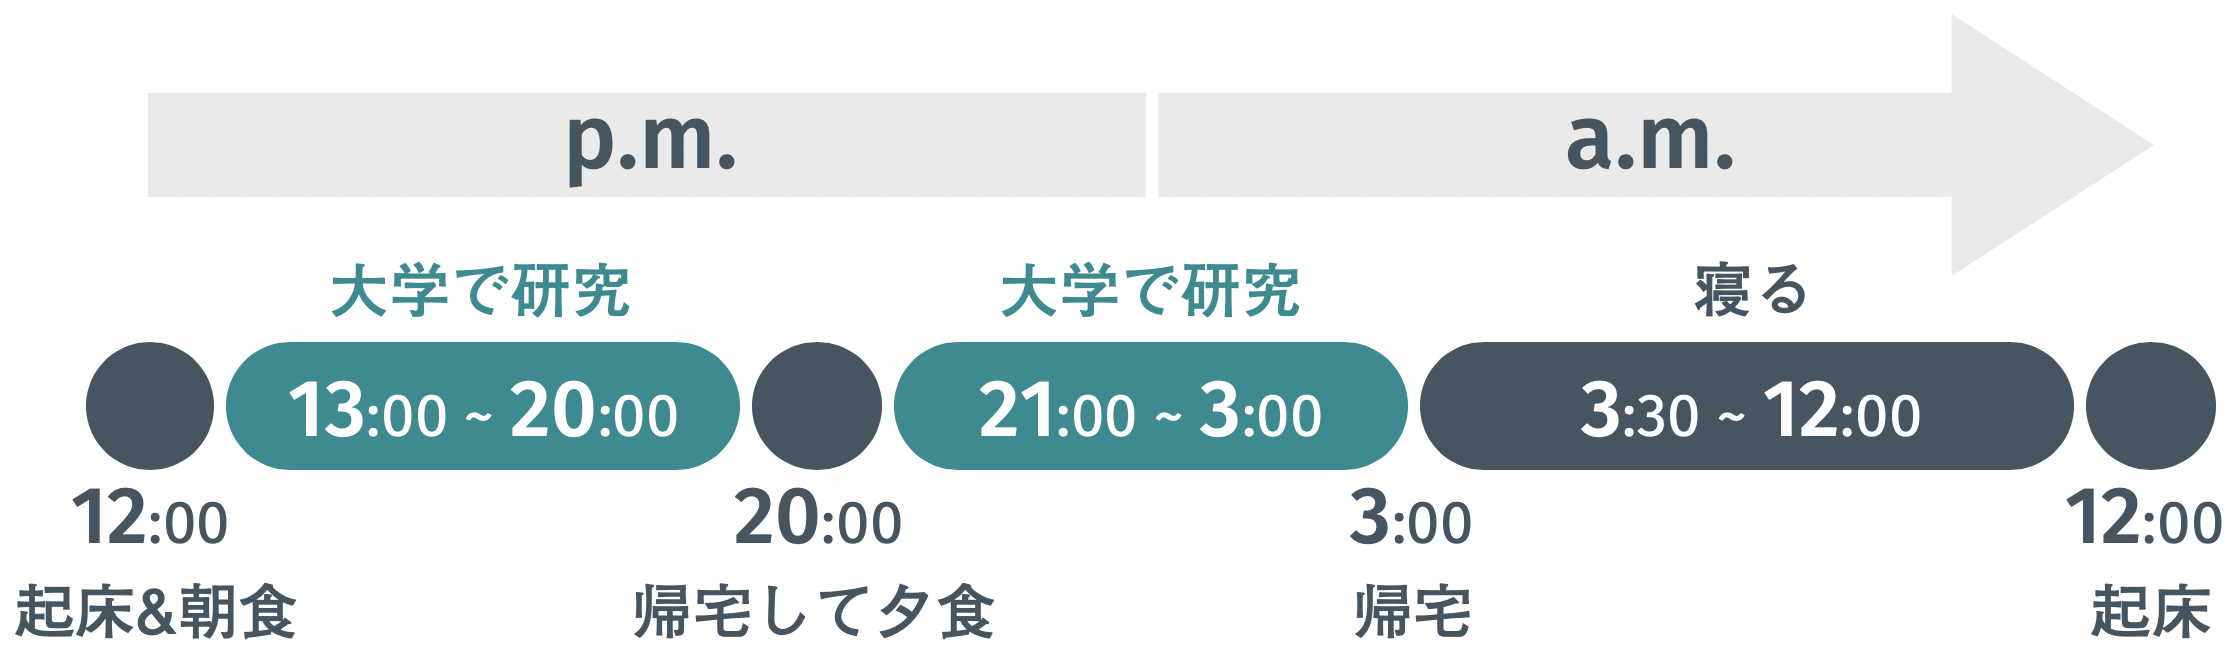 p.m.
a.m.
大学で研究
大学で研究
寝る
13:00 ~ 20:00
21:00 ~ 3:00
3:30 ~ 12:00
12:00
20:00
3:00
12:00
起床&朝食
帰宅して夕食
帰宅
起床